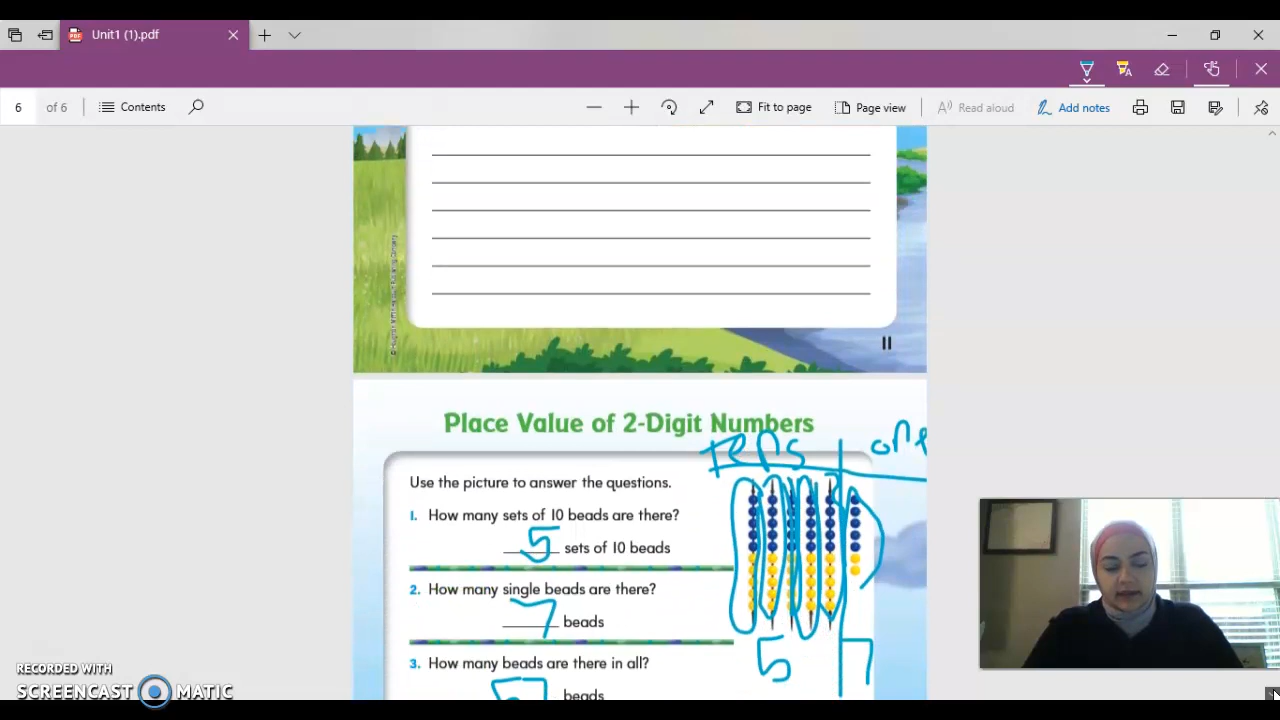 Unit1 (1).pdf
6 of 6 Contents Fit to page Page view Read aloud Add notes
11
Place Value of 2-Digit Numbers
Tens
Use the picture to answer the questions.
1. How many sets of 10 beads are there?
5 sets of 10 beads
2. How many single beads are there?
7 beads
5 7
3. How many beads are there in all?
57 beads
RECORDED WITH
SCREENCAST MATIC